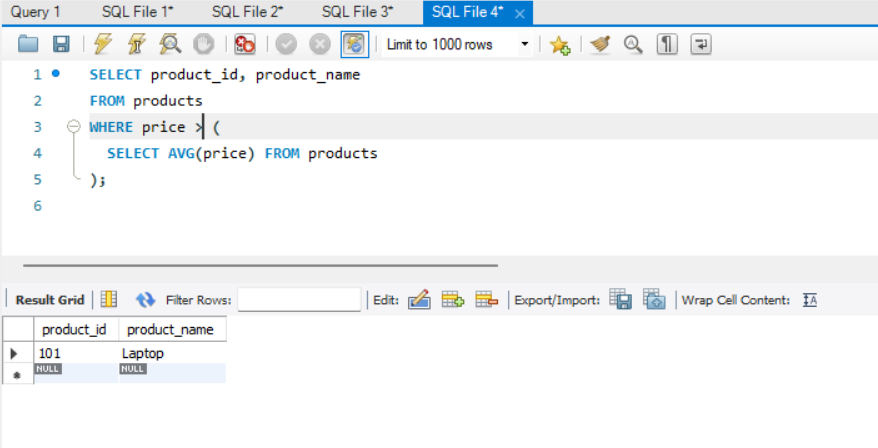 Query 1 SQL File 1* SQL File 2* SQL File 3* SQL File 4* ×
Limit to 1000 rows
1 SELECT product_id, product_name
2 FROM products
3 WHERE price > (
4 SELECT AVG(price) FROM products
5 );
6
Result Grid Filter Rows: Edit: Export/Import: Wrap Cell Content: IA
product_id product_name
101 Laptop
NULL NULL